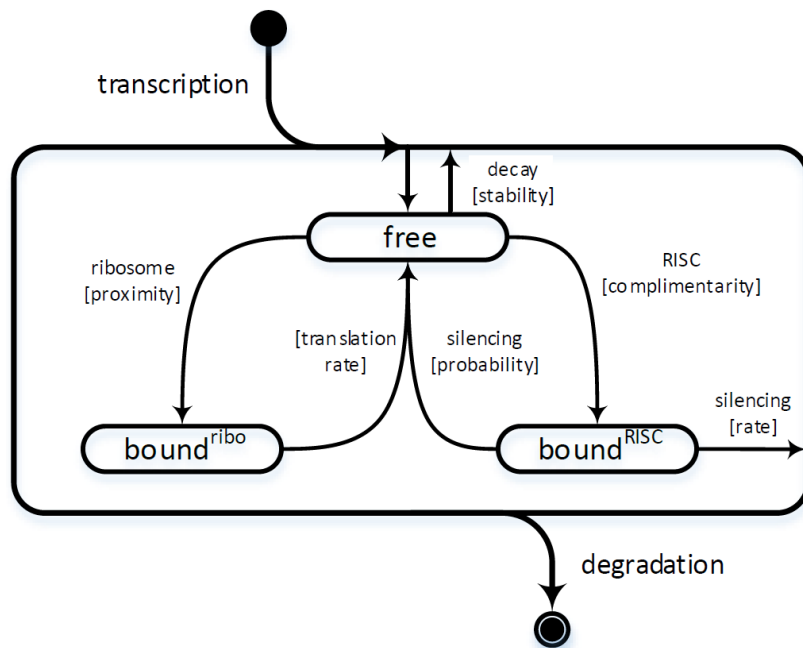 transcription
decay
[stability]
free
ribosome
[proximity]
RISC
[complimentarity]
[translation
rate]
silencing
[probability]
silencing
[rate]
bound ribo
bound RISC
degradation